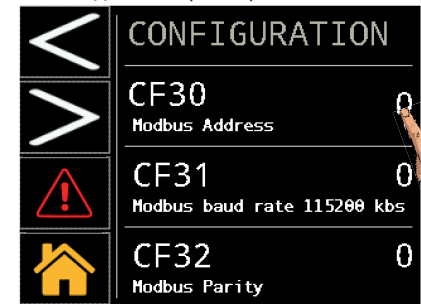 CONFIGURATION
CF30 0
Modbus Address
CF31 0
Modbus baud rate 115200 kbs
CF32 0
Modbus Parity